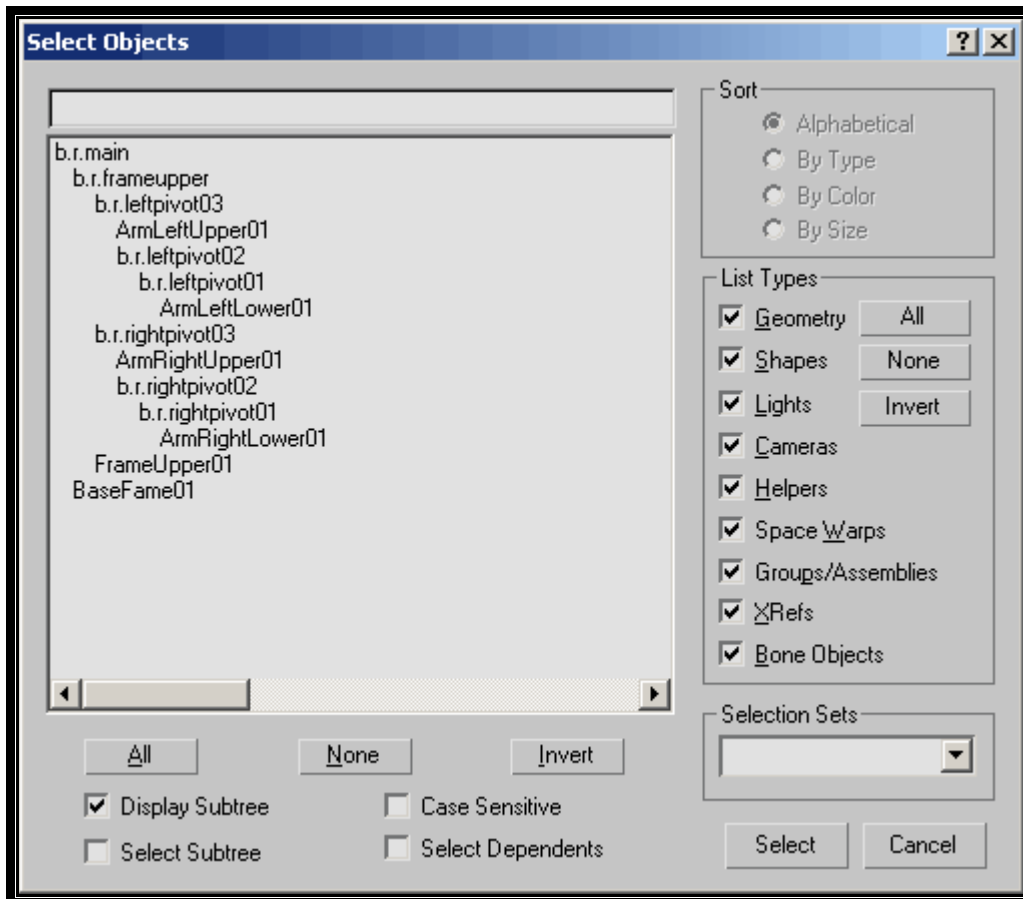 Select Objects
b.r.main
b.r.frameupper
b.r.leftpivot03
ArmLeftUpper01
b.r.leftpivot02
b.r.leftpivot01
ArmLeftLower01
b.r.rightpivot03
ArmRightUpper01
b.r.rightpivot02
b.r.rightpivot01
ArmRightLower01
FrameUpper01
BaseFame01
All
None
Invert
Display Subtree
Case Sensitive
Select Subtree
Select Dependents
Sort
Alphabetical
By Type
By Color
By Size
List Types
Geometry
All
Shapes
None
Lights
Invert
Cameras
Helpers
Space Warps
Groups/Assemblies
XRefs
Bone Objects
Selection Sets
Select
Cancel